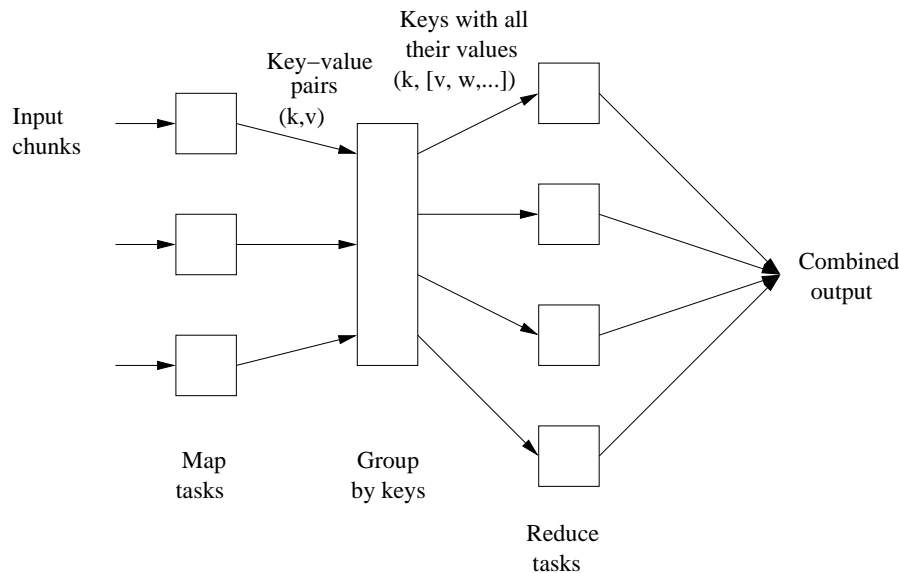 Input
chunks
Key−value
pairs
(k,v)
Keys with all
their values
(k, [v, w,...])
Combined
output
Map
tasks
Group
by keys
Reduce
tasks